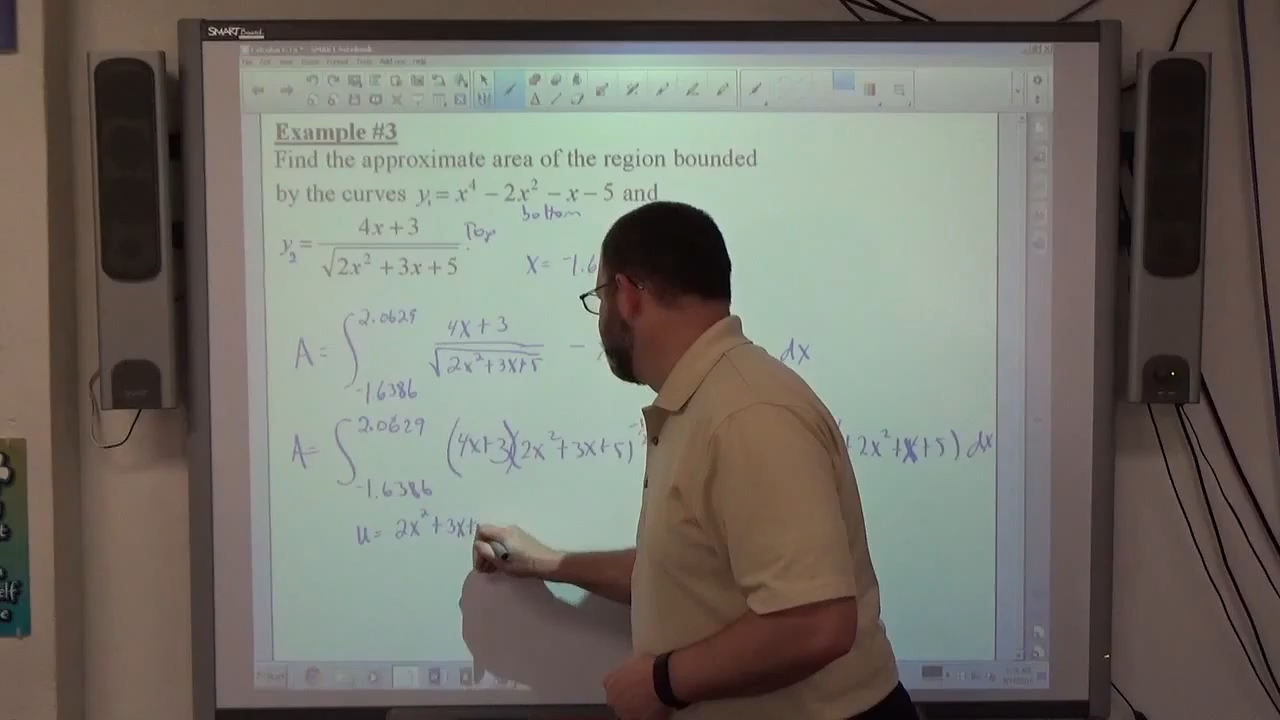 SMART Board
Example #3
Find the approximate area of the region bounded
by the curves y₁ = x⁴ − 2x² − x − 5 and
bottom
y₂ = (4x + 3)/√(2x² + 3x + 5) . Top
x = -1.6
A = ∫ 2.0629 -1.6386 (4x + 3)/√(2x² + 3x + 5) − dx
A = ∫ 2.0629 -1.6386 (4x+3)(2x² + 3x + 5) + 2x² + x + 5) dx
u = 2x² + 3x +